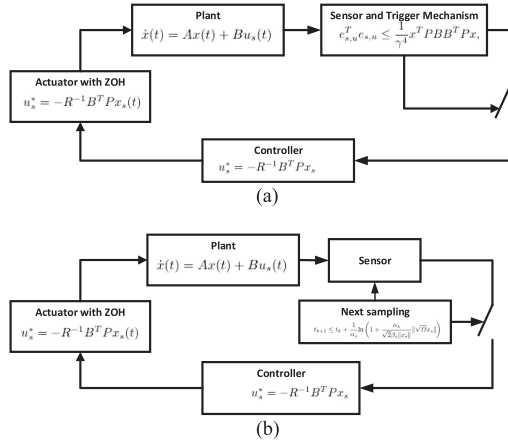 Plant
ẋ(t) = Ax(t) + Bu_s(t)
Sensor and Trigger Mechanism
e_{s,u}^T e_{s,u} ≤ \frac{1}{γ^4} x^T PBB^T Px,
Actuator with ZOH
u_s^* = −R^{−1}B^T Px_s(t)
Controller
u_s^* = −R^{−1}B^T Px_s
(a)
Plant
ẋ(t) = Ax(t) + Bu_s(t)
Sensor
Actuator with ZOH
u_s^* = −R^{−1}B^T Px_s(t)
Next sampling
Controller
u_s^* = −R^{−1}B^T Px_s
(b)